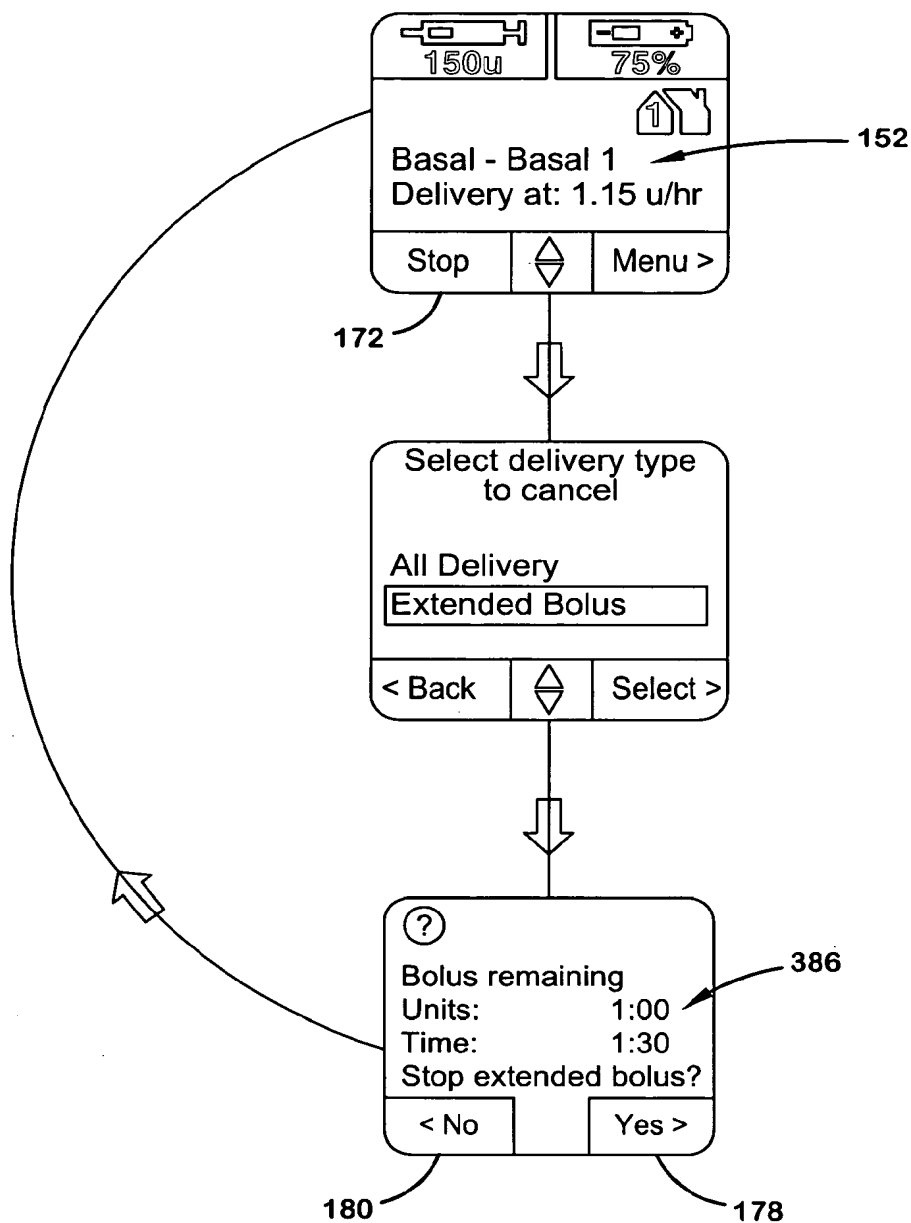 150u
75%
1
Basal - Basal 1
152
Delivery at: 1.15 u/hr
Stop
Menu >
172
Select delivery type
to cancel
All Delivery
Extended Bolus
< Back
Select >
?
Bolus remaining
386
Units: 1:00
Time: 1:30
Stop extended bolus?
< No
Yes >
180
178